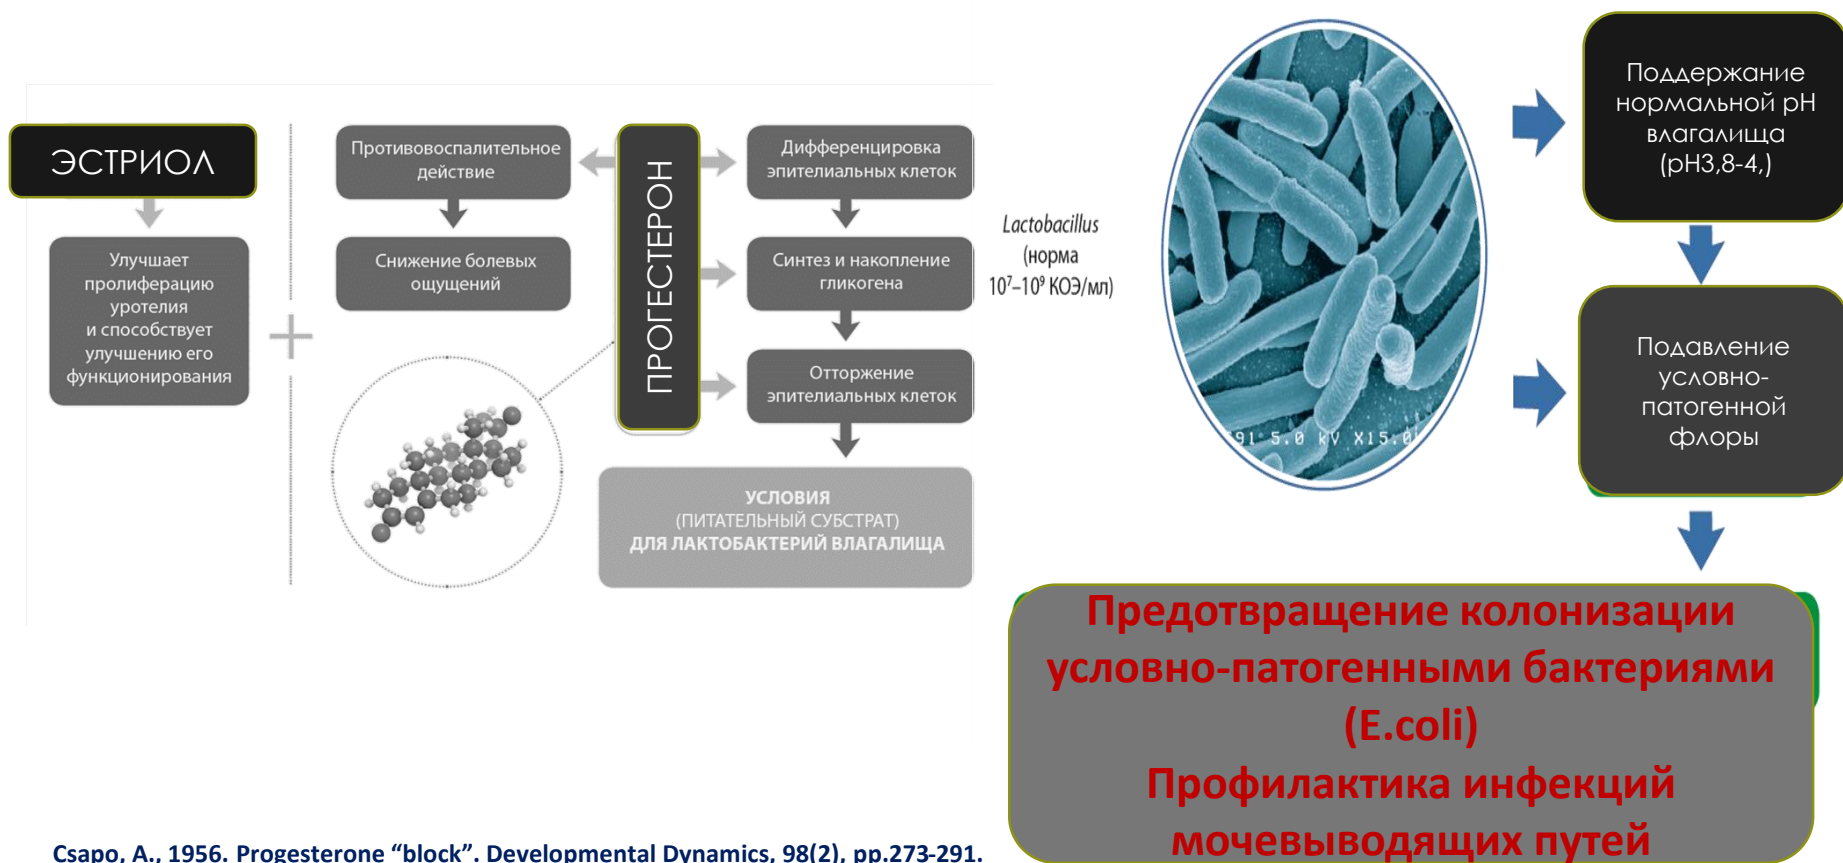 ЭСТРИОЛ
Улучшает
пролиферацию
уротелия
и способствует
улучшению его
функционирования
Противовоспалительное
действие
Снижение болевых
ощущений
ПРОГЕСТЕРОН
Дифференцировка
эпителиальных клеток
Синтез и накопление
гликогена
Отторжение
эпителиальных клеток
УСЛОВИЯ
(ПИТАТЕЛЬНЫЙ СУБСТРАТ)
ДЛЯ ЛАКТОБАКТЕРИЙ ВЛАГАЛИЩА
Lactobacillus
(норма
10⁷–10⁹ КОЭ/мл)
91 5.0 kV X15.0
Поддержание
нормальной pH
влагалища
(pH3,8-4,)
Подавление
условно-
патогенной
флоры
Предотвращение колонизации
условно-патогенными бактериями
(E.coli)
Профилактика инфекций
мочевыводящих путей
Csapo, A., 1956. Progesterone “block”. Developmental Dynamics, 98(2), pp.273-291.